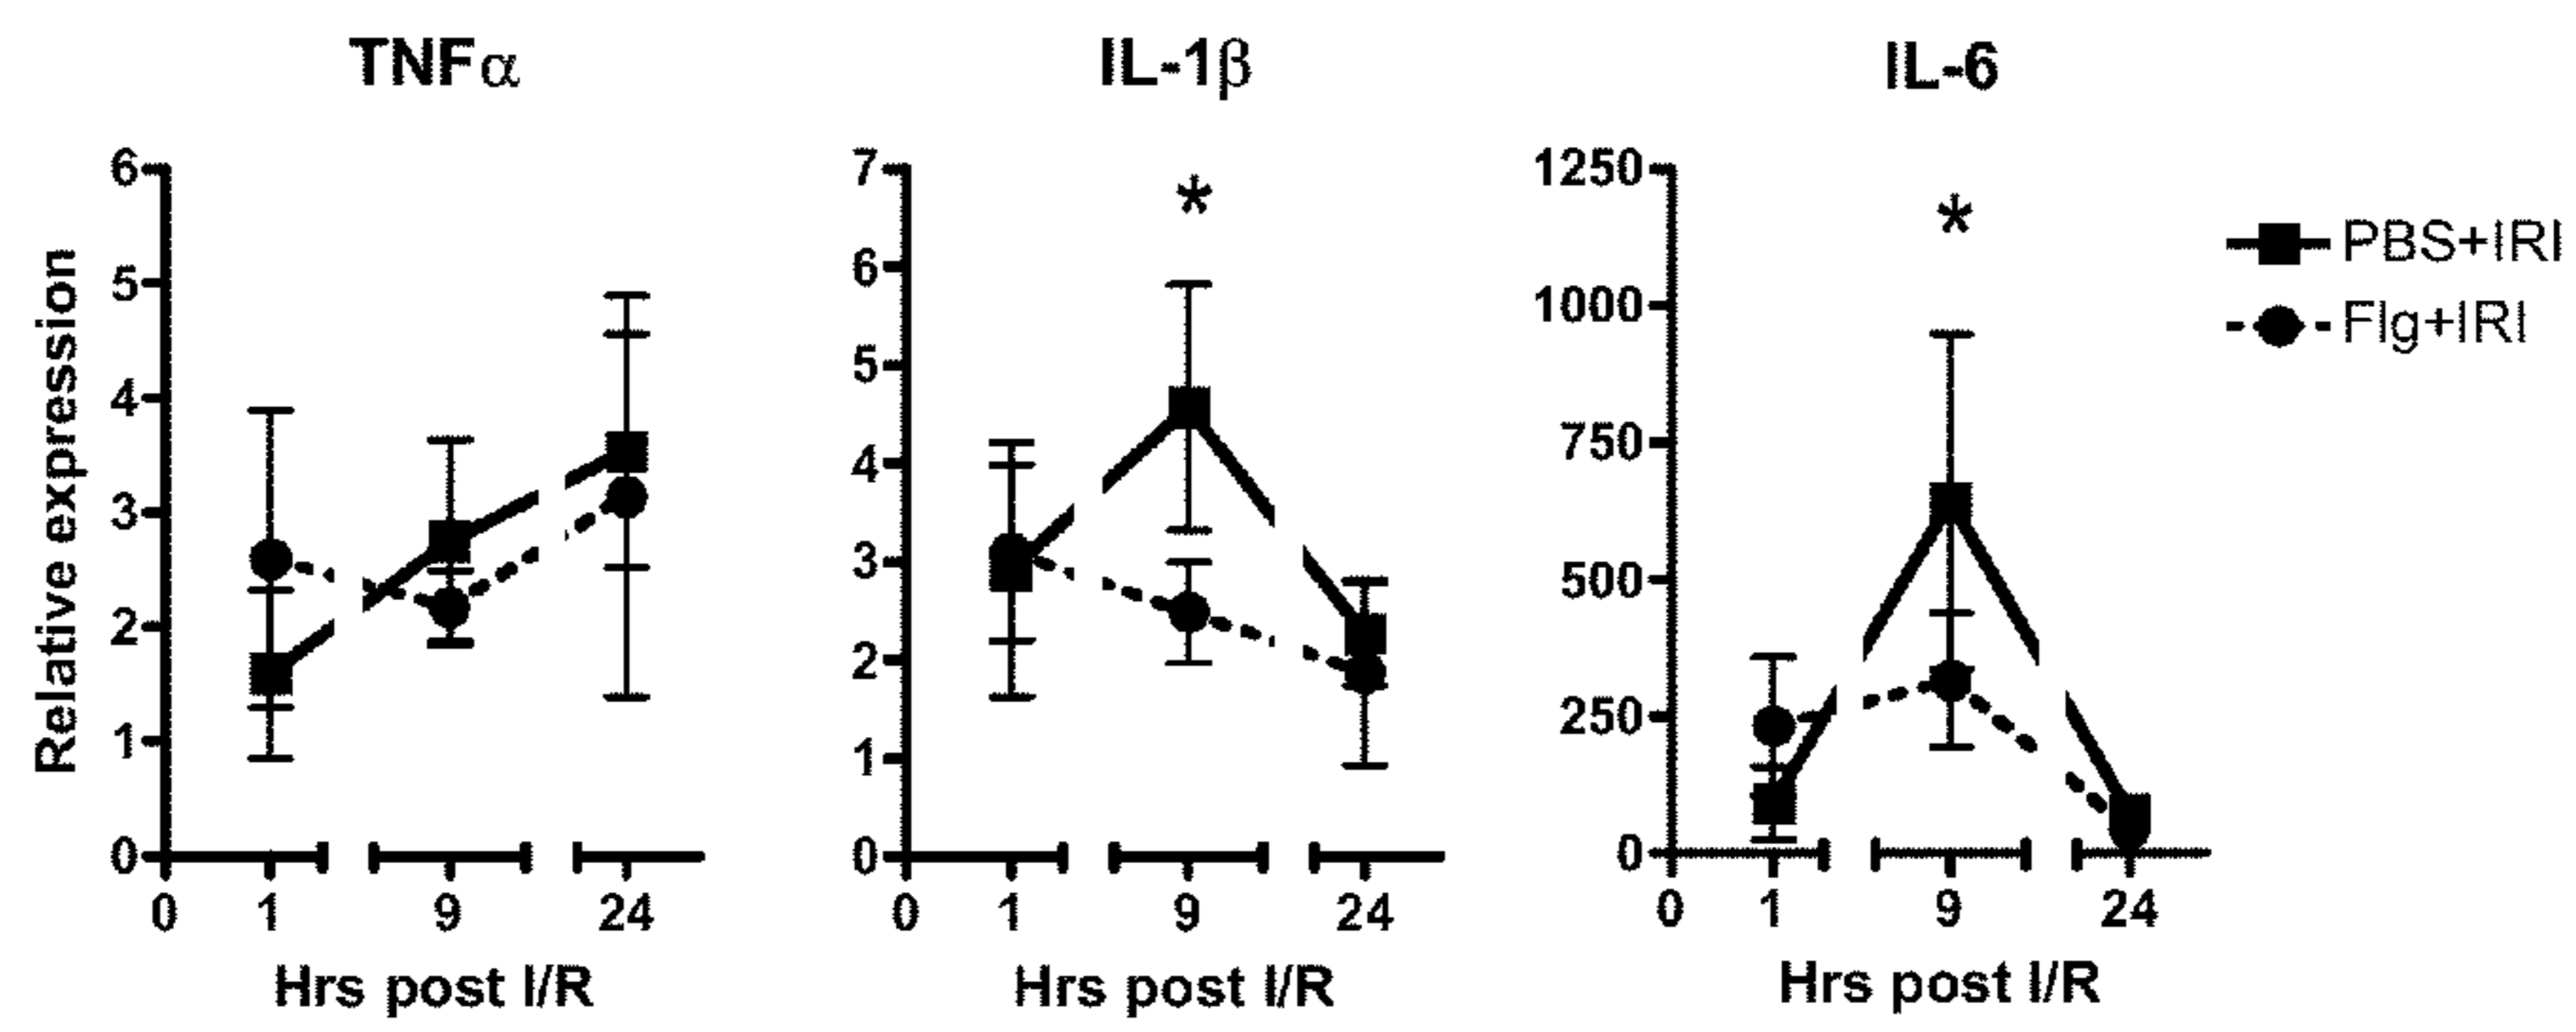 TNFα
IL-1β
IL-6
Relative expression
6
5
4
3
2
1
0
0 1 9 24
Hrs post I/R
7
6
5
4
3
2
1
0
*
0 1 9 24
Hrs post I/R
1250
1000
750
500
250
0
*
0 1 9 24
Hrs post I/R
PBS+IRI
Flg+IRI